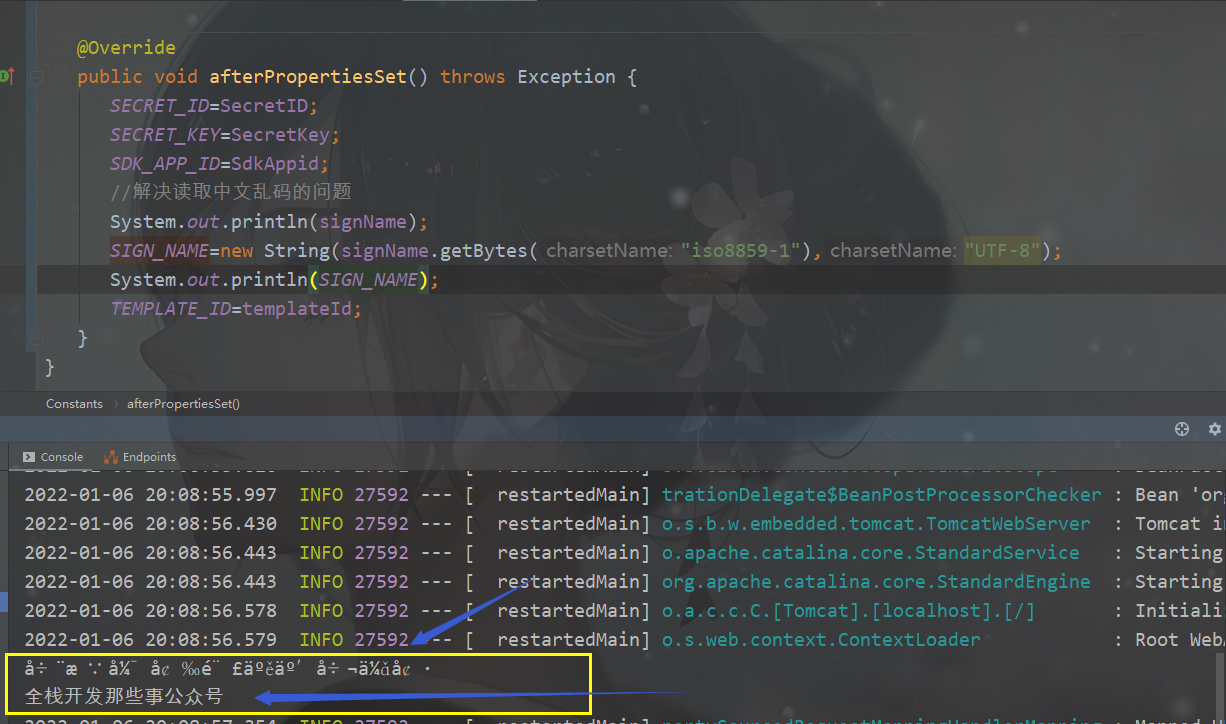 @Override
public void afterPropertiesSet() throws Exception {
SECRET_ID=SecretID;
SECRET_KEY=SecretKey;
SDK_APP_ID=SdkAppid;
//解决读取中文乱码的问题
System.out.println(signName);
SIGN_NAME=new String(signName.getBytes( charsetName: "iso8859-1"), charsetName: "UTF-8");
System.out.println(SIGN_NAME);
TEMPLATE_ID=templateId;
}
}
Constants › afterPropertiesSet()
Console Endpoints
2022-01-06 20:08:55.997 INFO 27592 --- [ restartedMain] trationDelegate$BeanPostProcessorChecker : Bean 'org
2022-01-06 20:08:56.430 INFO 27592 --- [ restartedMain] o.s.b.w.embedded.tomcat.TomcatWebServer : Tomcat in
2022-01-06 20:08:56.443 INFO 27592 --- [ restartedMain] o.apache.catalina.core.StandardService : Starting
2022-01-06 20:08:56.443 INFO 27592 --- [ restartedMain] org.apache.catalina.core.StandardEngine : Starting
2022-01-06 20:08:56.578 INFO 27592 --- [ restartedMain] o.a.c.c.C.[Tomcat].[localhost].[/] : Initiali
2022-01-06 20:08:56.579 INFO 27592 --- [ restartedMain] o.s.web.context.ContextLoader : Root WebA
全栈开发那些事公众号